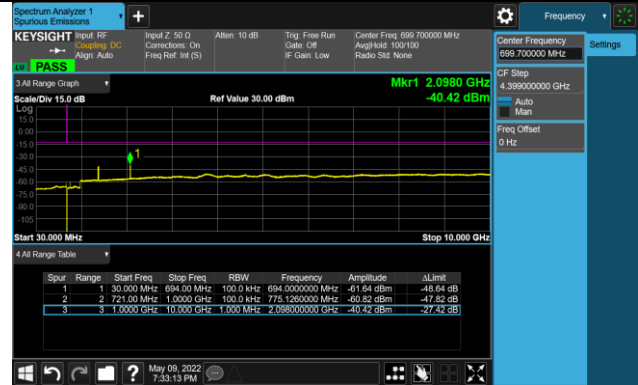 Spectrum Analyzer 1
Spurious Emissions
Frequency
KEYSIGHT
Input: RF
Coupling: DC
Align: Auto
Input Z: 50 Ω
Corrections: On
Freq Ref: Int (S)
Atten: 10 dB
Trig: Free Run
Gate: Off
IF Gain: Low
Center Freq: 699.700000 MHz
Avg|Hold: 100/100
Radio Std: None
LW PASS
Center Frequency
699.700000 MHz
Settings
CF Step
4.399000000 GHz
Auto
Man
Freq Offset
0 Hz
3 All Range Graph
Mkr1 2.0980 GHz
Scale/Div 15.0 dB
Ref Value 30.00 dBm
-40.42 dBm
Log
15.0
0.00
-15.0
-30.0
-45.0
-60.0
-75.0
-90.0
-105
1
Start 30.000 MHz
Stop 10.000 GHz
4 All Range Table
Spur Range Start Freq Stop Freq RBW Frequency Amplitude ΔLimit
1 1 30.000 MHz 694.00 MHz 100.0 kHz 694.0000000 MHz -61.64 dBm -48.64 dB
2 2 721.00 MHz 1.0000 GHz 100.0 kHz 775.1260000 MHz -60.82 dBm -47.82 dB
3 3 1.0000 GHz 10.000 GHz 1.000 MHz 2.098000000 GHz -40.42 dBm -27.42 dB
?
May 09, 2022
7:33:13 PM